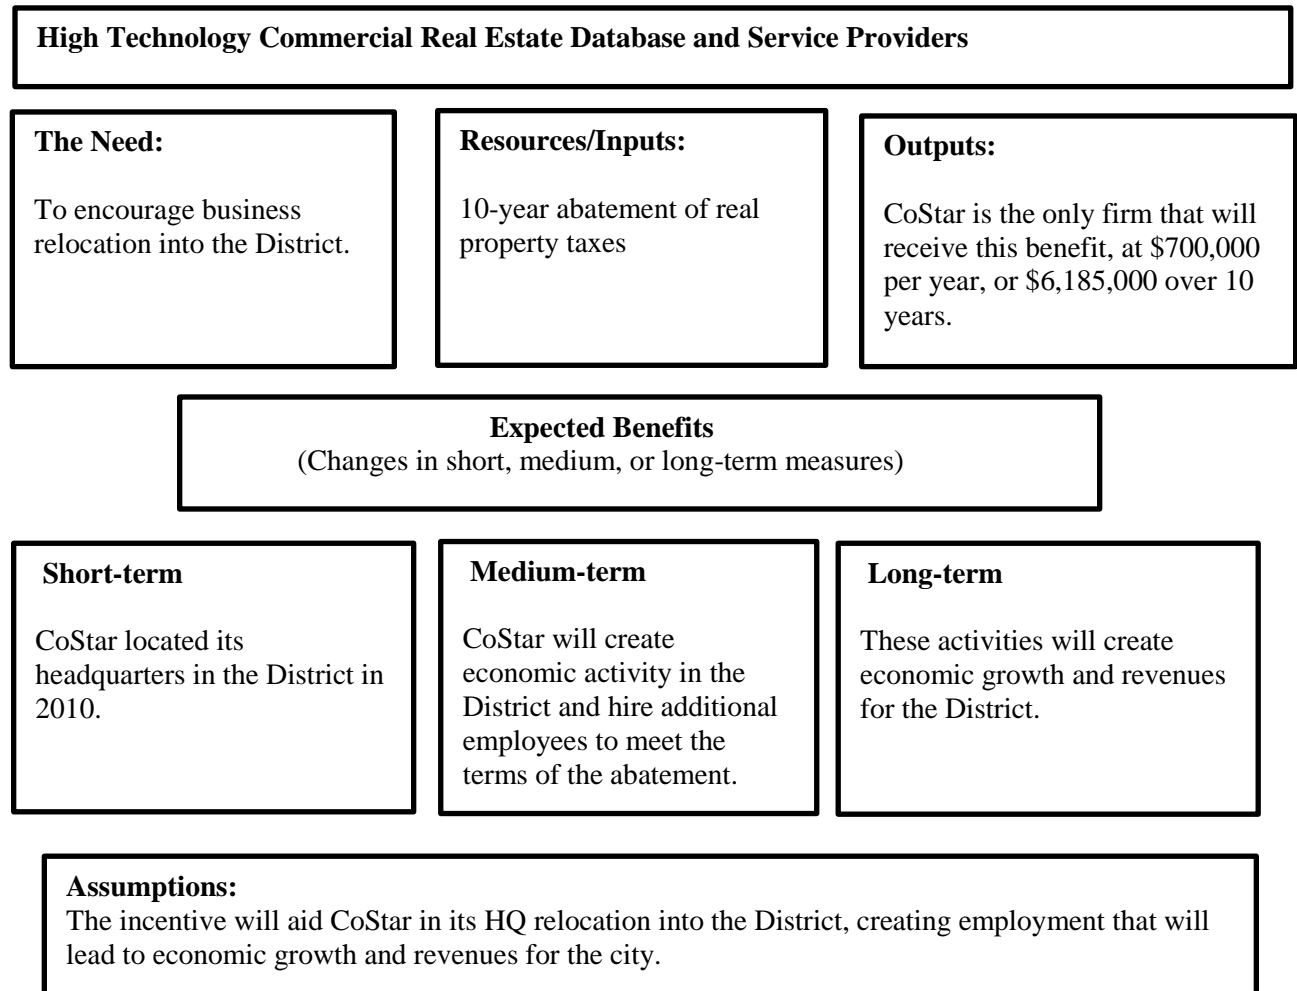 High Technology Commercial Real Estate Database and Service Providers
The Need:
To encourage business
relocation into the District.
Resources/Inputs:
10-year abatement of real
property taxes
Outputs:
CoStar is the only firm that will
receive this benefit, at $700,000
per year, or $6,185,000 over 10
years.
Expected Benefits
(Changes in short, medium, or long-term measures)
Short-term
CoStar located its
headquarters in the District in
2010.
Medium-term
CoStar will create
economic activity in the
District and hire additional
employees to meet the
terms of the abatement.
Long-term
These activities will create
economic growth and revenues
for the District.
Assumptions:
The incentive will aid CoStar in its HQ relocation into the District, creating employment that will
lead to economic growth and revenues for the city.